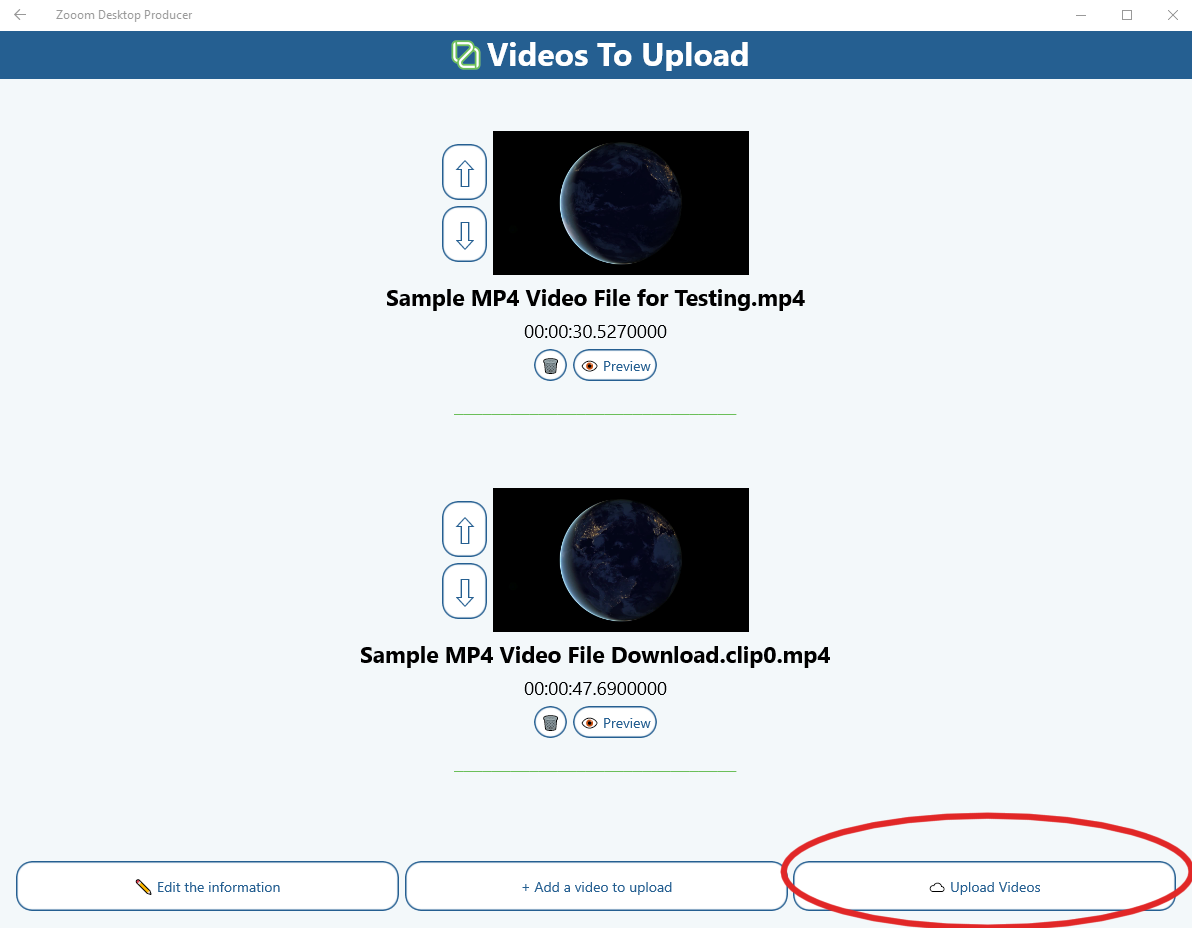 Zooom Desktop Producer
Videos To Upload
Sample MP4 Video File for Testing.mp4
00:00:30.5270000
Preview
Sample MP4 Video File Download.clip0.mp4
00:00:47.6900000
Preview
Edit the information
+ Add a video to upload
Upload Videos